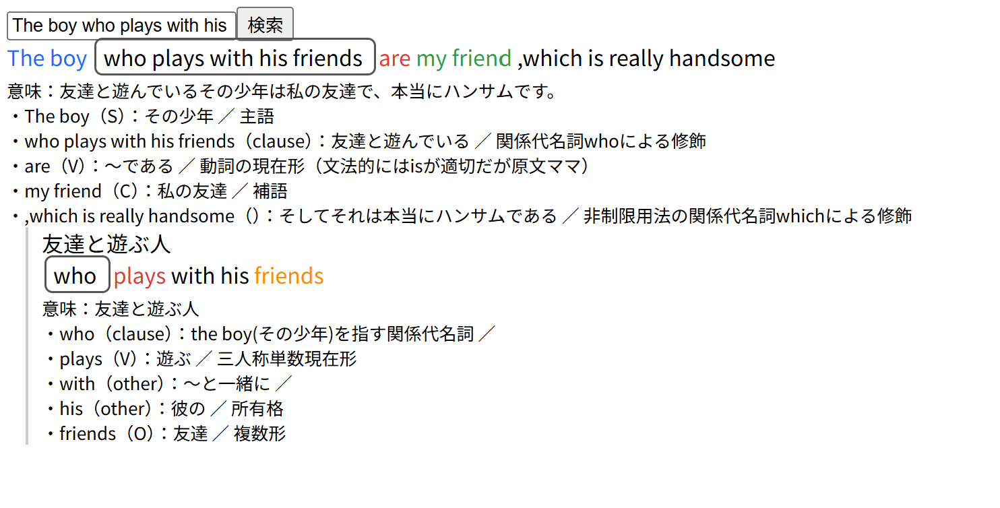 The boy who plays with his 検索
The boy who plays with his friends are my friend ,which is really handsome
意味：友達と遊んでいるその少年は私の友達で、本当にハンサムです。
・The boy（S）：その少年 ／ 主語
・who plays with his friends（clause）：友達と遊んでいる ／ 関係代名詞whoによる修飾
・are（V）：～である ／ 動詞の現在形（文法的にはisが適切だが原文ママ）
・my friend（C）：私の友達 ／ 補語
・,which is really handsome（）：そしてそれは本当にハンサムである ／ 非制限用法の関係代名詞whichによる修飾
友達と遊ぶ人
who plays with his friends
意味：友達と遊ぶ人
・who（clause）：the boy(その少年)を指す関係代名詞 ／
・plays（V）：遊ぶ ／ 三人称単数現在形
・with（other）：～と一緒に ／
・his（other）：彼の ／ 所有格
・friends（O）：友達 ／ 複数形